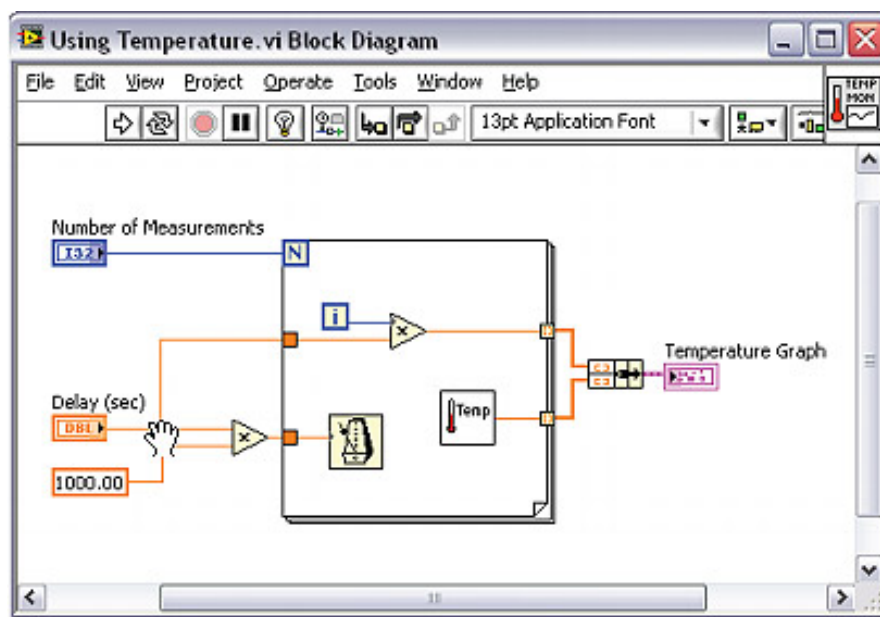 Using Temperature.vi Block Diagram
File Edit View Project Operate Tools Window Help
TEMP
MON
13pt Application Font
Number of Measurements
I32
N
i
x
Temperature Graph
Delay (sec)
DBL
x
Temp
1000.00